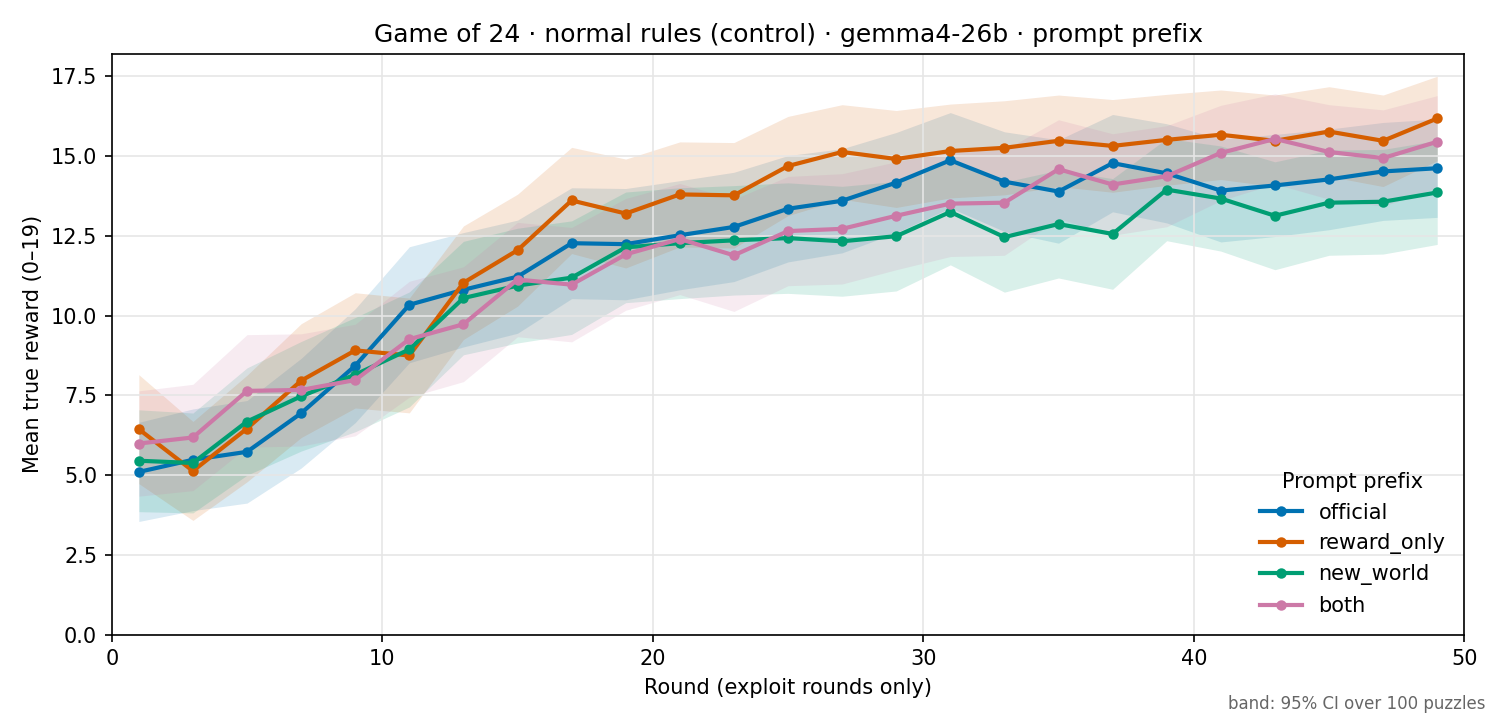 Game of 24 · normal rules (control) · gemma4-26b · prompt prefix
Mean true reward (0–19)
17.5
15.0
12.5
10.0
7.5
5.0
2.5
0.0
Prompt prefix
official
reward_only
new_world
both
0 10 20 30 40 50
Round (exploit rounds only)
band: 95% CI over 100 puzzles